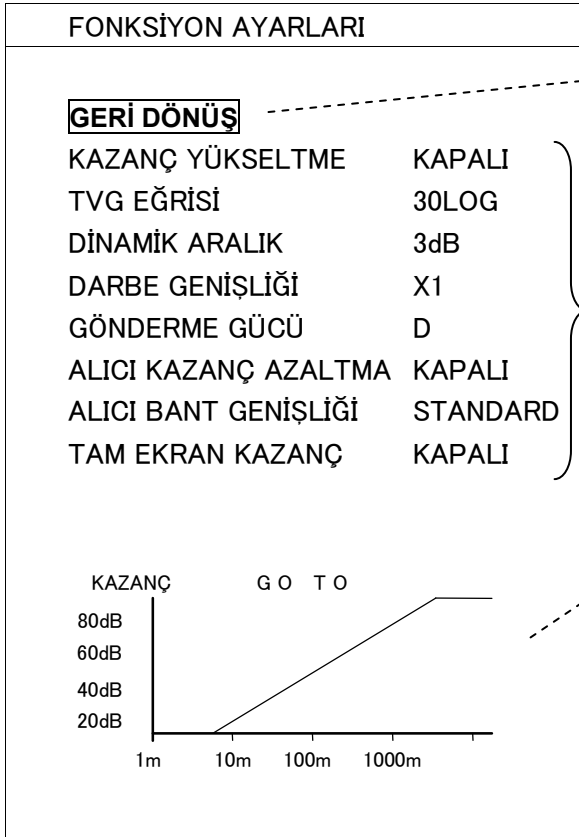 FONKSİYON AYARLARI
GERİ DÖNÜŞ
KAZANÇ YÜKSELTME KAPALI
TVG EĞRİSİ 30LOG
DİNAMİK ARALIK 3dB
DARBE GENİŞLİĞİ X1
GÖNDERME GÜCÜ D
ALICI KAZANÇ AZALTMA KAPALI
ALICI BANT GENİŞLİĞİ STANDARD
TAM EKRAN KAZANÇ KAPALI
KAZANÇ G O T O
80dB
60dB
40dB
20dB
1m 10m 100m 1000m